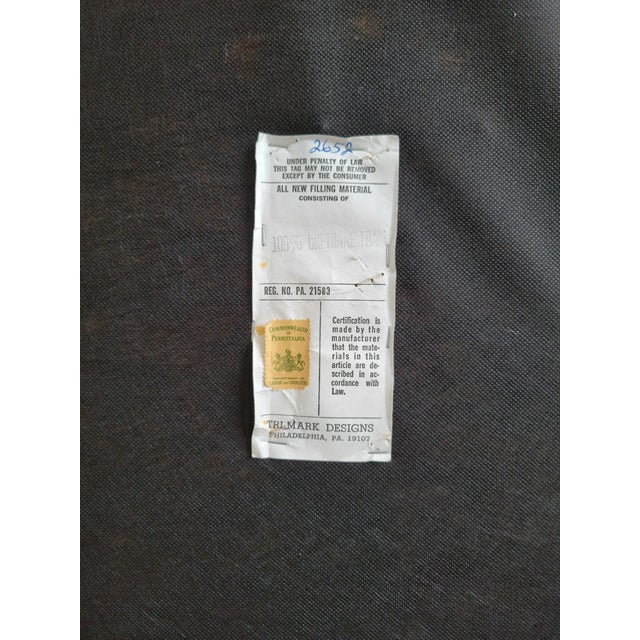 2652
UNDER PENALTY OF LAW
THIS TAG MAY NOT BE REMOVED
EXCEPT BY THE CONSUMER
ALL NEW FILLING MATERIAL
CONSISTING OF
100% URETHANE FOAM
REG. NO. PA. 21583
COMMONWEALTH
OF
PENNSYLVANIA
DEPARTMENT OF
LABOR AND INDUSTRY
Certification is
made by the
manufacturer
that the mate-
rials in this
article are de-
scribed in ac-
cordance with
Law.
TRI-MARK DESIGNS
PHILADELPHIA, PA. 19107